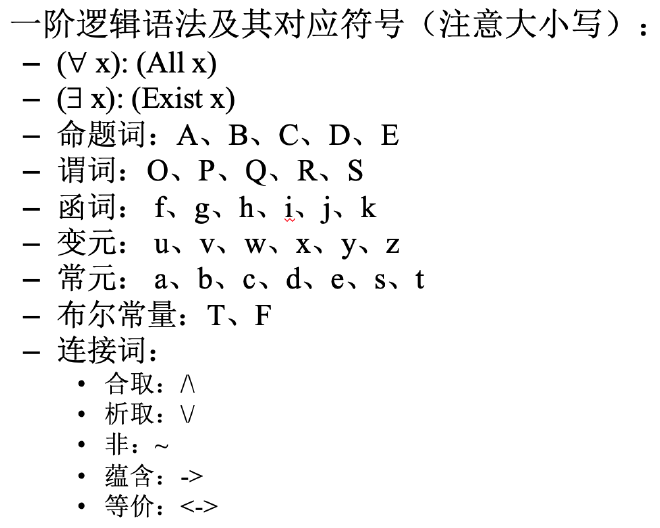 一阶逻辑语法及其对应符号（注意大小写）：
– (∀ x): (All x)
– (∃ x): (Exist x)
– 命题词：A、B、C、D、E
– 谓词：O、P、Q、R、S
– 函词： f、g、h、i、j、k
– 变元： u、v、w、x、y、z
– 常元： a、b、c、d、e、s、t
– 布尔常量：T、F
– 连接词：
• 合取：/\
• 析取：\/
• 非：~
• 蕴含：->
• 等价：<->